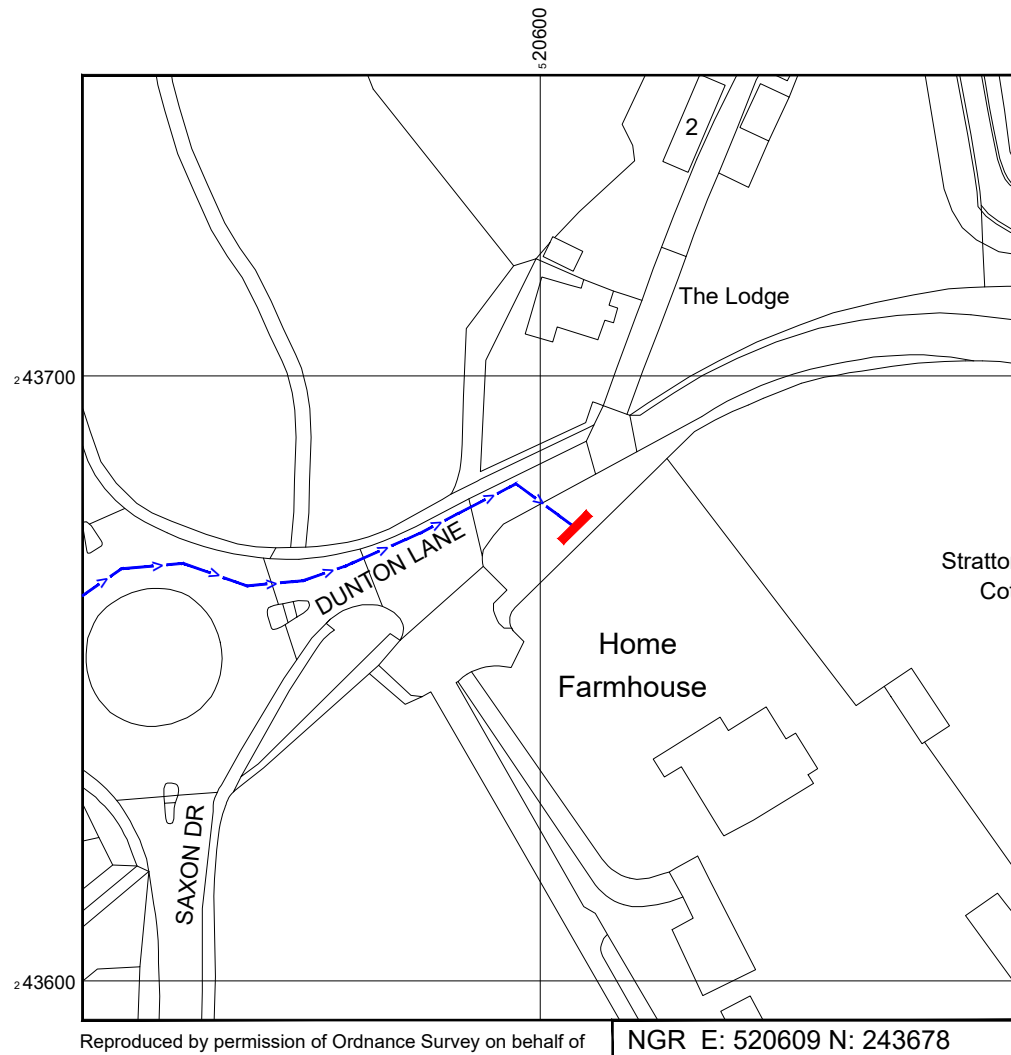 520600
2
The Lodge
243700
DUNTON LANE
Home
Farmhouse
SAXON DR
243600
Reproduced by permission of Ordnance Survey on behalf of
NGR E: 520609 N: 243678